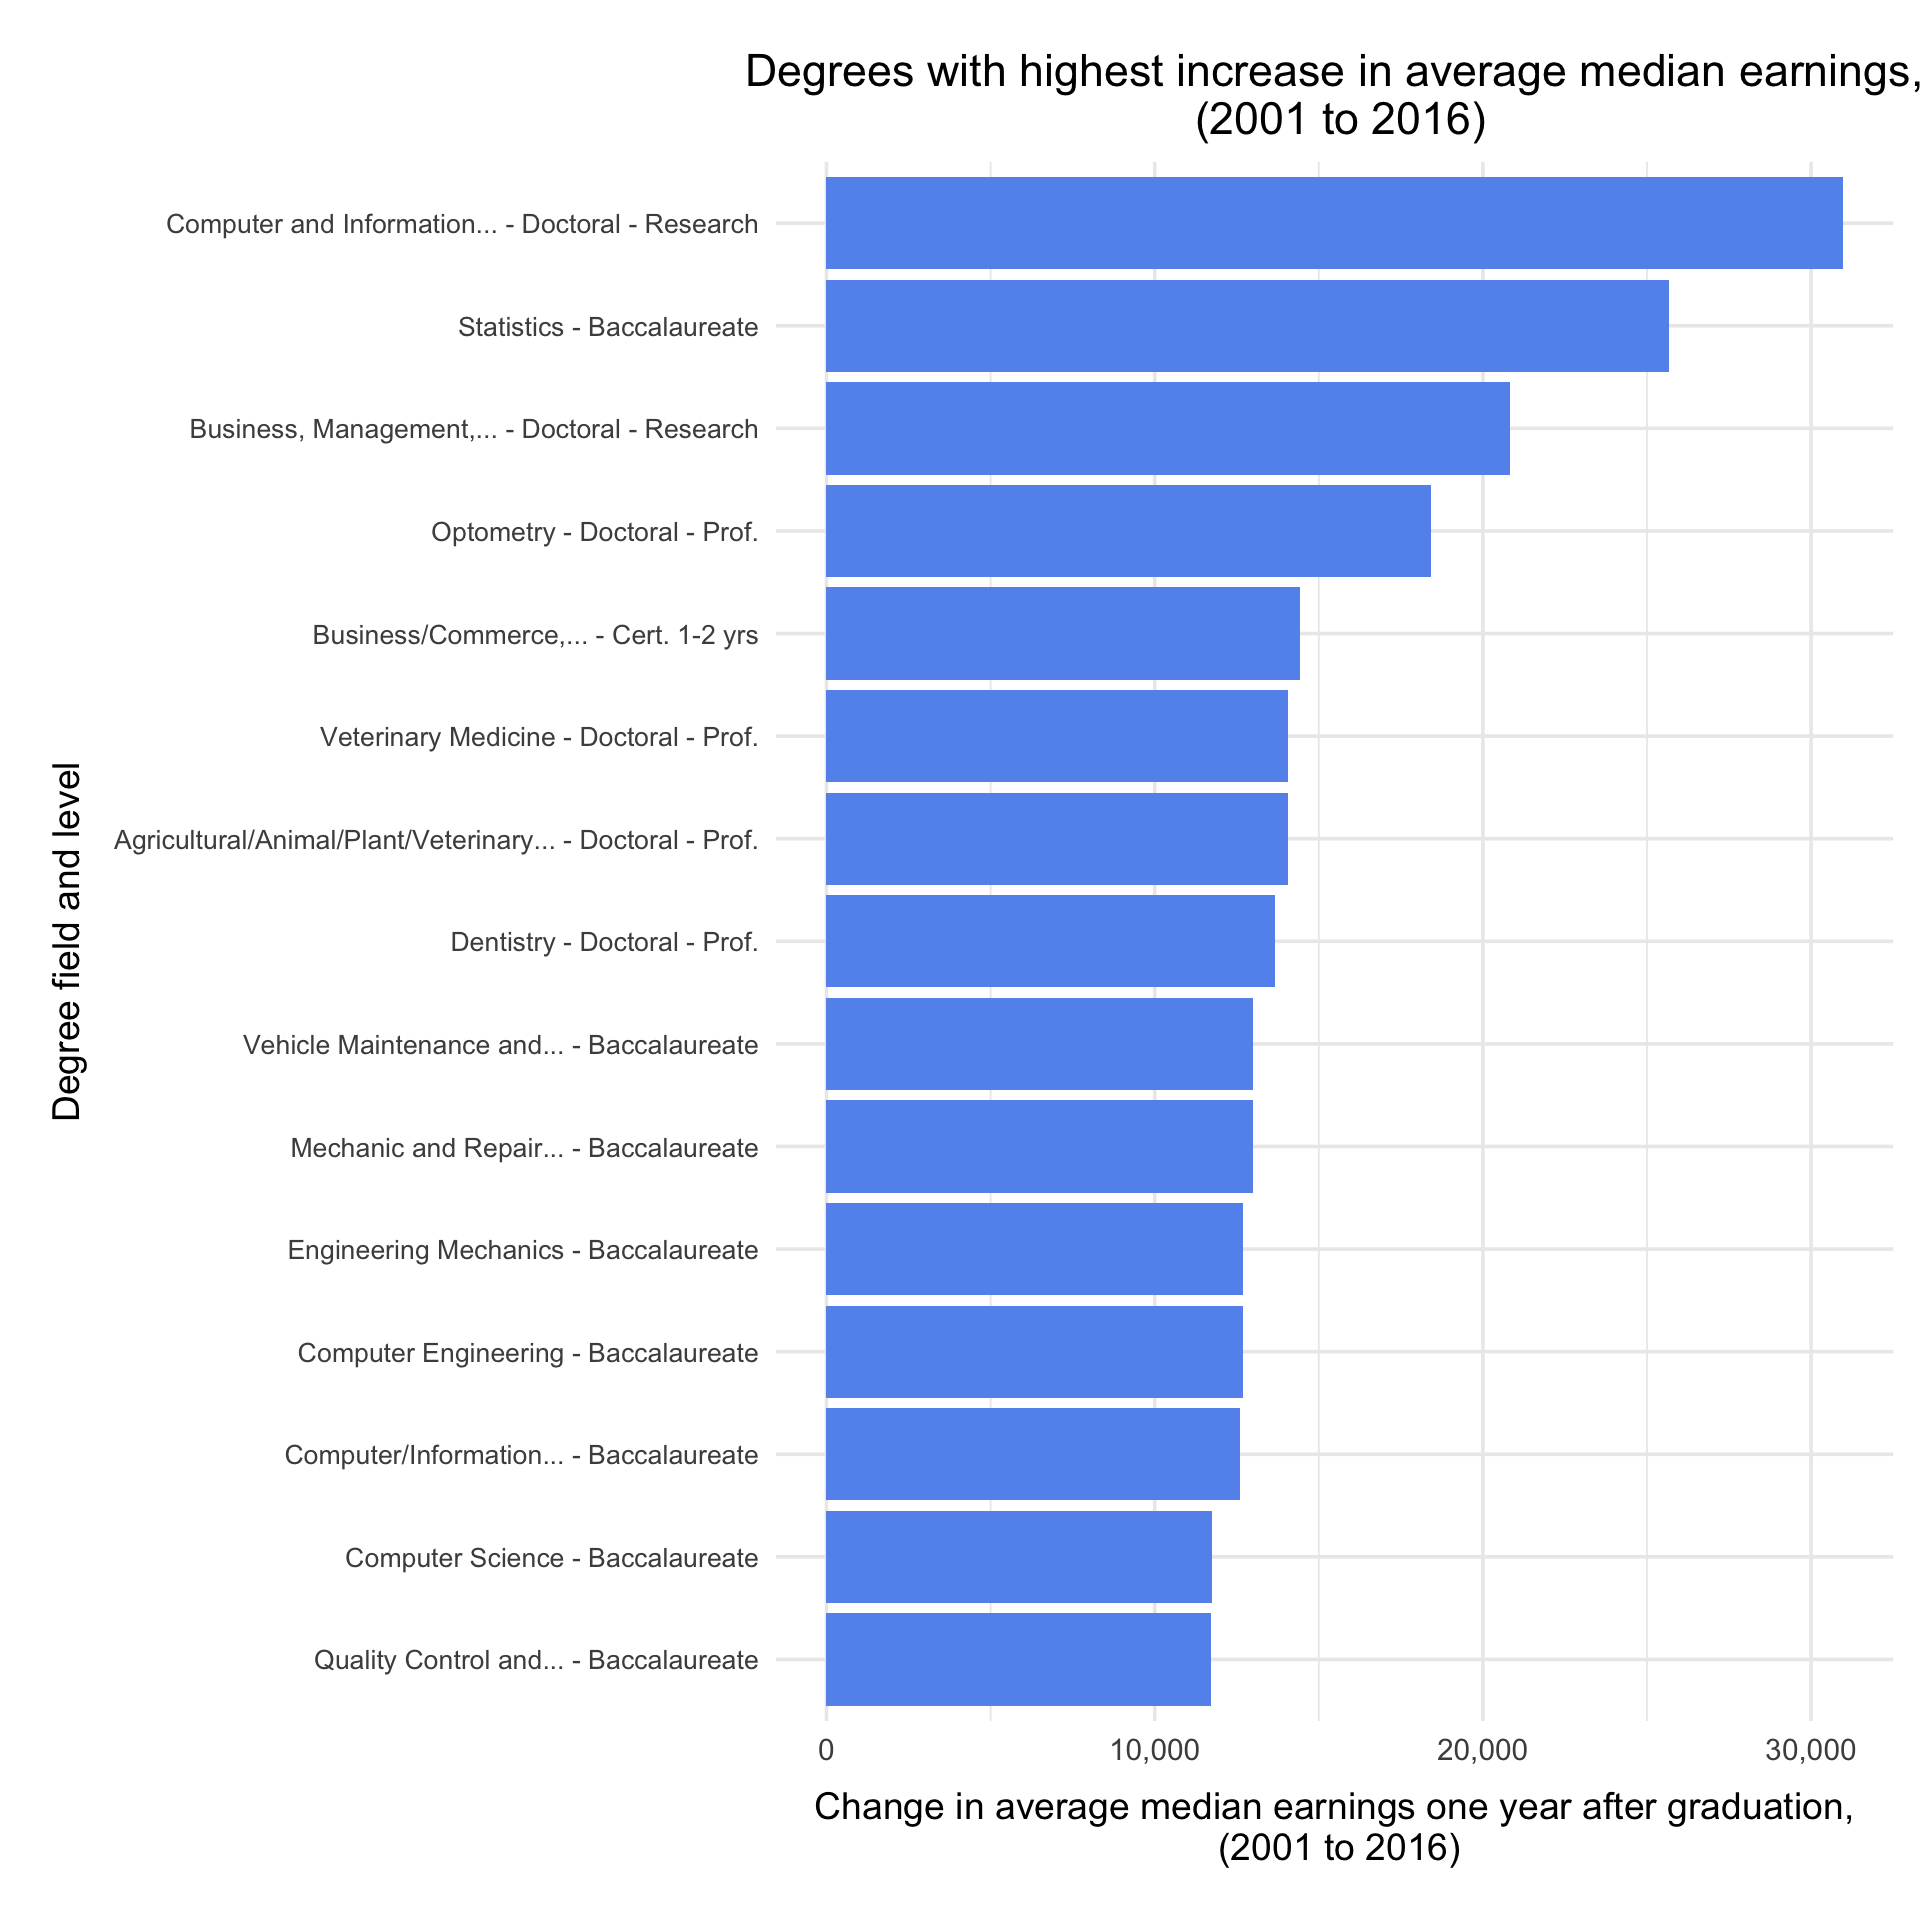 Degrees with highest increase in average median earnings,
(2001 to 2016)
Degree field and level
Computer and Information... - Doctoral - Research
Statistics - Baccalaureate
Business, Management,... - Doctoral - Research
Optometry - Doctoral - Prof.
Business/Commerce,... - Cert. 1-2 yrs
Veterinary Medicine - Doctoral - Prof.
Agricultural/Animal/Plant/Veterinary... - Doctoral - Prof.
Dentistry - Doctoral - Prof.
Vehicle Maintenance and... - Baccalaureate
Mechanic and Repair... - Baccalaureate
Engineering Mechanics - Baccalaureate
Computer Engineering - Baccalaureate
Computer/Information... - Baccalaureate
Computer Science - Baccalaureate
Quality Control and... - Baccalaureate
0 10,000 20,000 30,000
Change in average median earnings one year after graduation,
(2001 to 2016)